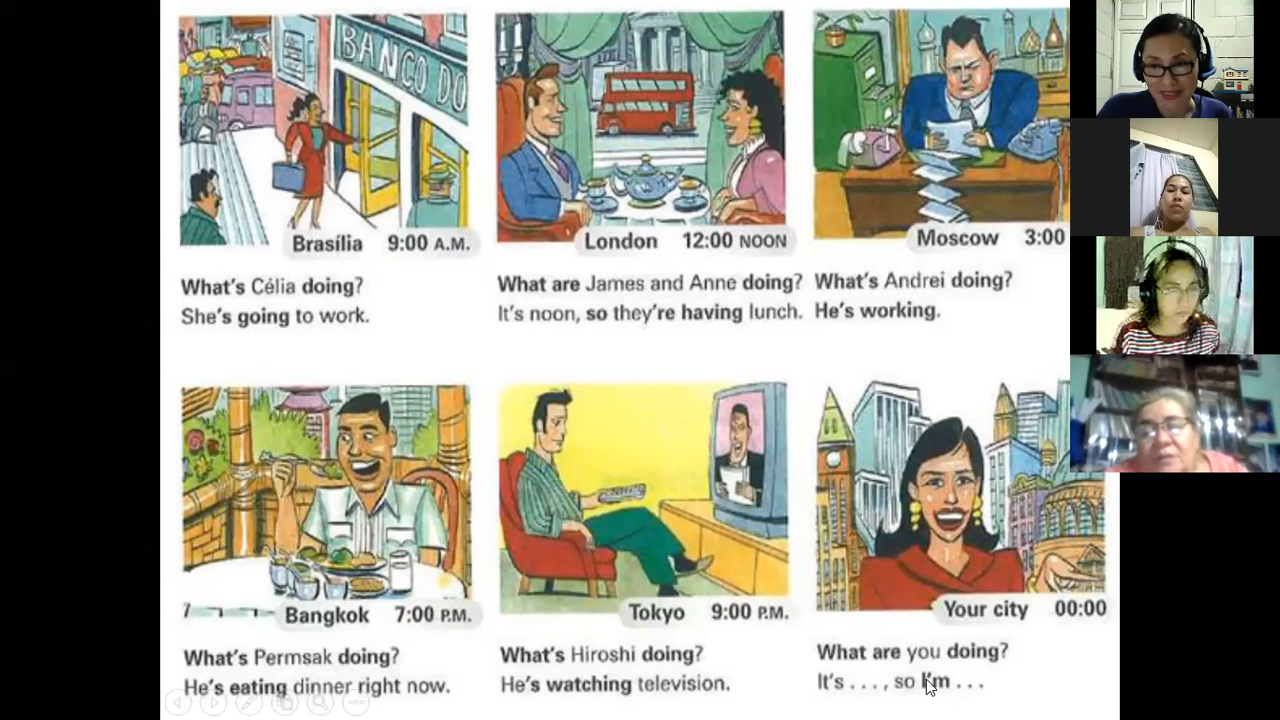 BANCO DO
Brasília 9:00 A.M.
What's Célia doing?
She's going to work.
London 12:00 NOON
What are James and Anne doing?
It's noon, so they're having lunch.
Moscow 3:00
What's Andrei doing?
He's working.
Bangkok 7:00 P.M.
What's Permsak doing?
He's eating dinner right now.
Tokyo 9:00 P.M.
What's Hiroshi doing?
He's watching television.
Your city 00:00
What are you doing?
It's . . . , so I'm . . .